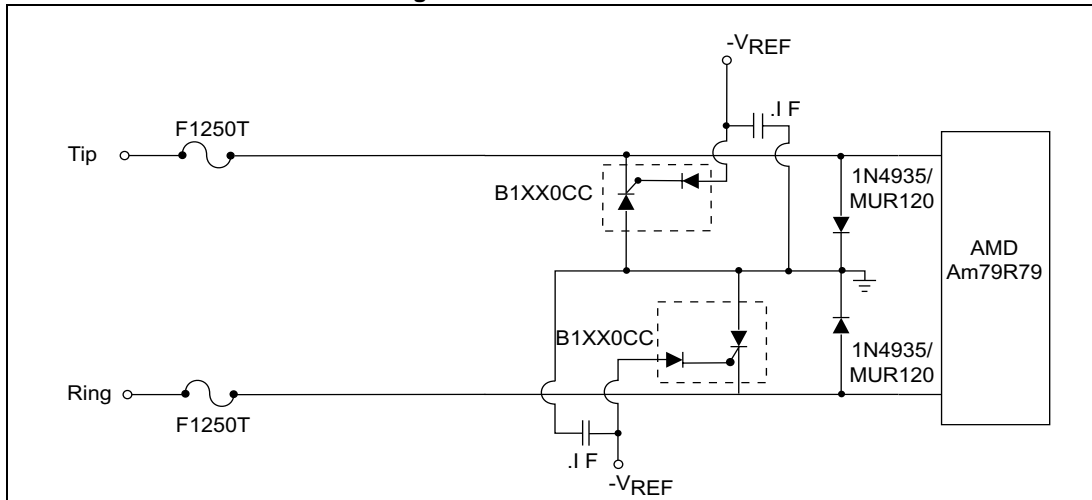 -VREF
.I F
F1250T
Tip
B1XX0CC
1N4935/
MUR120
AMD
Am79R79
B1XX0CC
1N4935/
MUR120
Ring
F1250T
.I F
-VREF